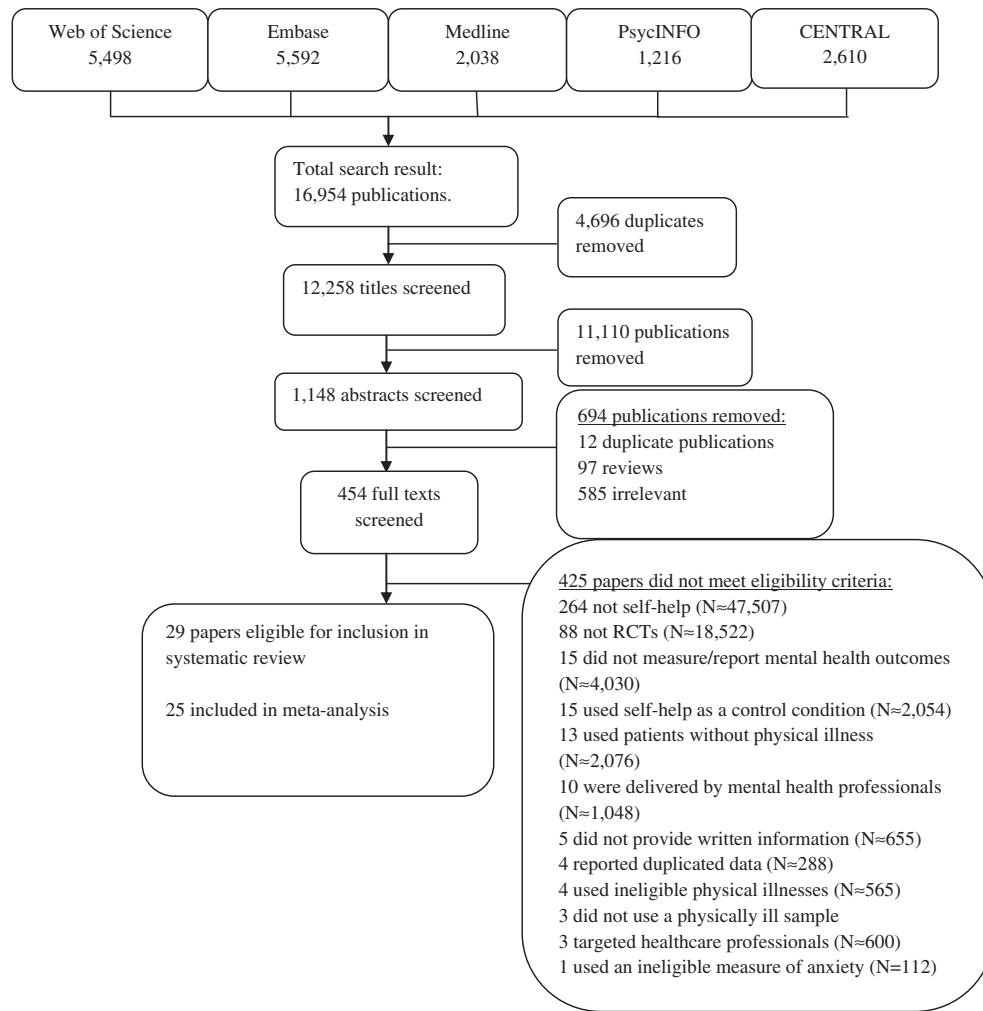 Web of Science
5,498
Embase
5,592
Medline
2,038
PsycINFO
1,216
CENTRAL
2,610
Total search result:
16,954 publications.
4,696 duplicates
removed
12,258 titles screened
11,110 publications
removed
1,148 abstracts screened
694 publications removed:
12 duplicate publications
97 reviews
585 irrelevant
454 full texts
screened
425 papers did not meet eligibility criteria:
264 not self-help (N≈47,507)
88 not RCTs (N≈18,522)
15 did not measure/report mental health outcomes
(N≈4,030)
15 used self-help as a control condition (N≈2,054)
13 used patients without physical illness
(N≈2,076)
10 were delivered by mental health professionals
(N≈1,048)
5 did not provide written information (N≈655)
4 reported duplicated data (N≈288)
4 used ineligible physical illnesses (N≈565)
3 did not use a physically ill sample
3 targeted healthcare professionals (N≈600)
1 used an ineligible measure of anxiety (N=112)
29 papers eligible for inclusion in
systematic review
25 included in meta-analysis